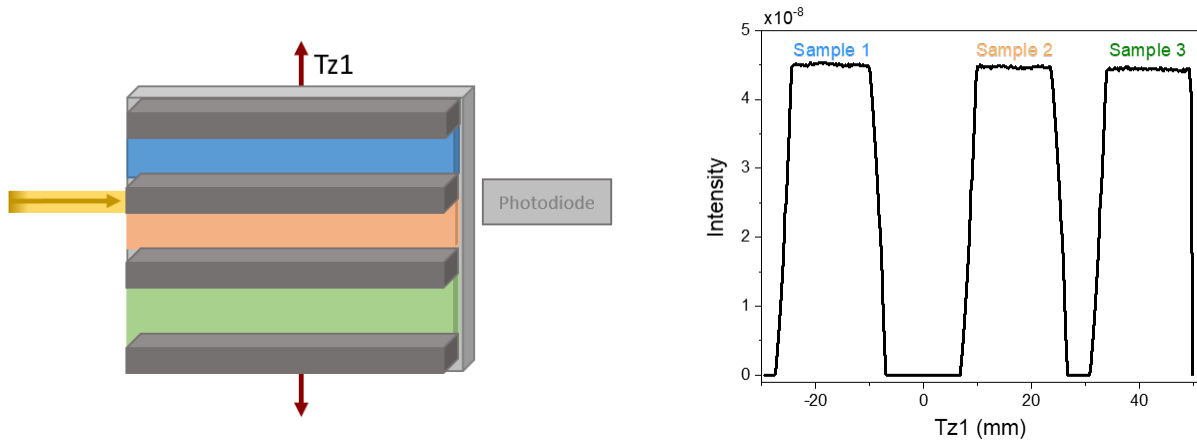 Tz1
Photodiode
x10⁻⁸
Sample 1 Sample 2 Sample 3
5
4
3
2
1
0
Intensity
-20 0 20 40
Tz1 (mm)